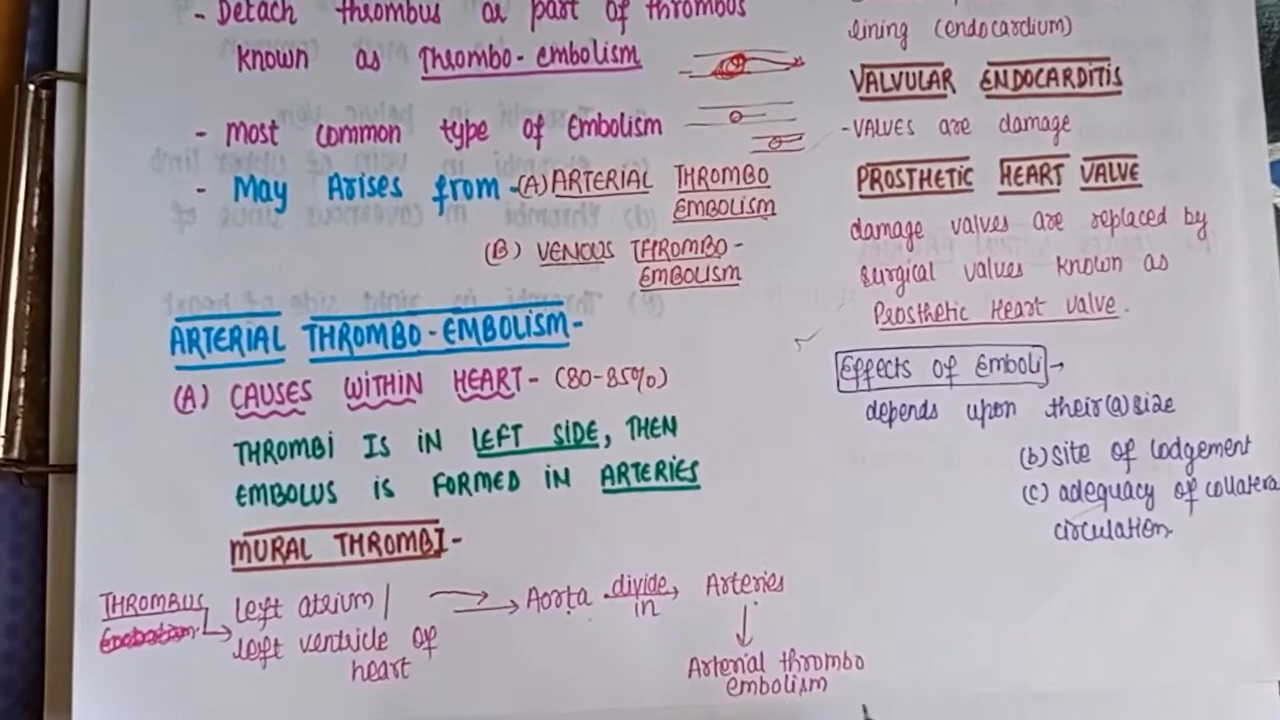 - Detach thrombus or part of thrombus
known as Thrombo-embolism
- most common type of Embolism
- May Arises from - (A) ARTERIAL THROMBO
EMBOLISM
(B) VENOUS THROMBO-
EMBOLISM
ARTERIAL THROMBO-EMBOLISM-
(A) CAUSES WITHIN HEART- (80-85%)
THROMBI IS IN LEFT SIDE, THEN
EMBOLUS IS FORMED IN ARTERIES
MURAL THROMBI-
THROMBUS
left atrium/
left ventricle of
heart
Aorta divide in Arteries
Arterial thrombo
embolism
lining (endocardium)
VALVULAR ENDOCARDITIS
-VALUES are damage
PROSTHETIC HEART VALVE
damage valves are replaced by
surgical values known as
Prosthetic Heart valve.
Effects of Emboli →
depends upon their (a) size
(b) site of lodgement
(c) adequacy of collatera
circulation